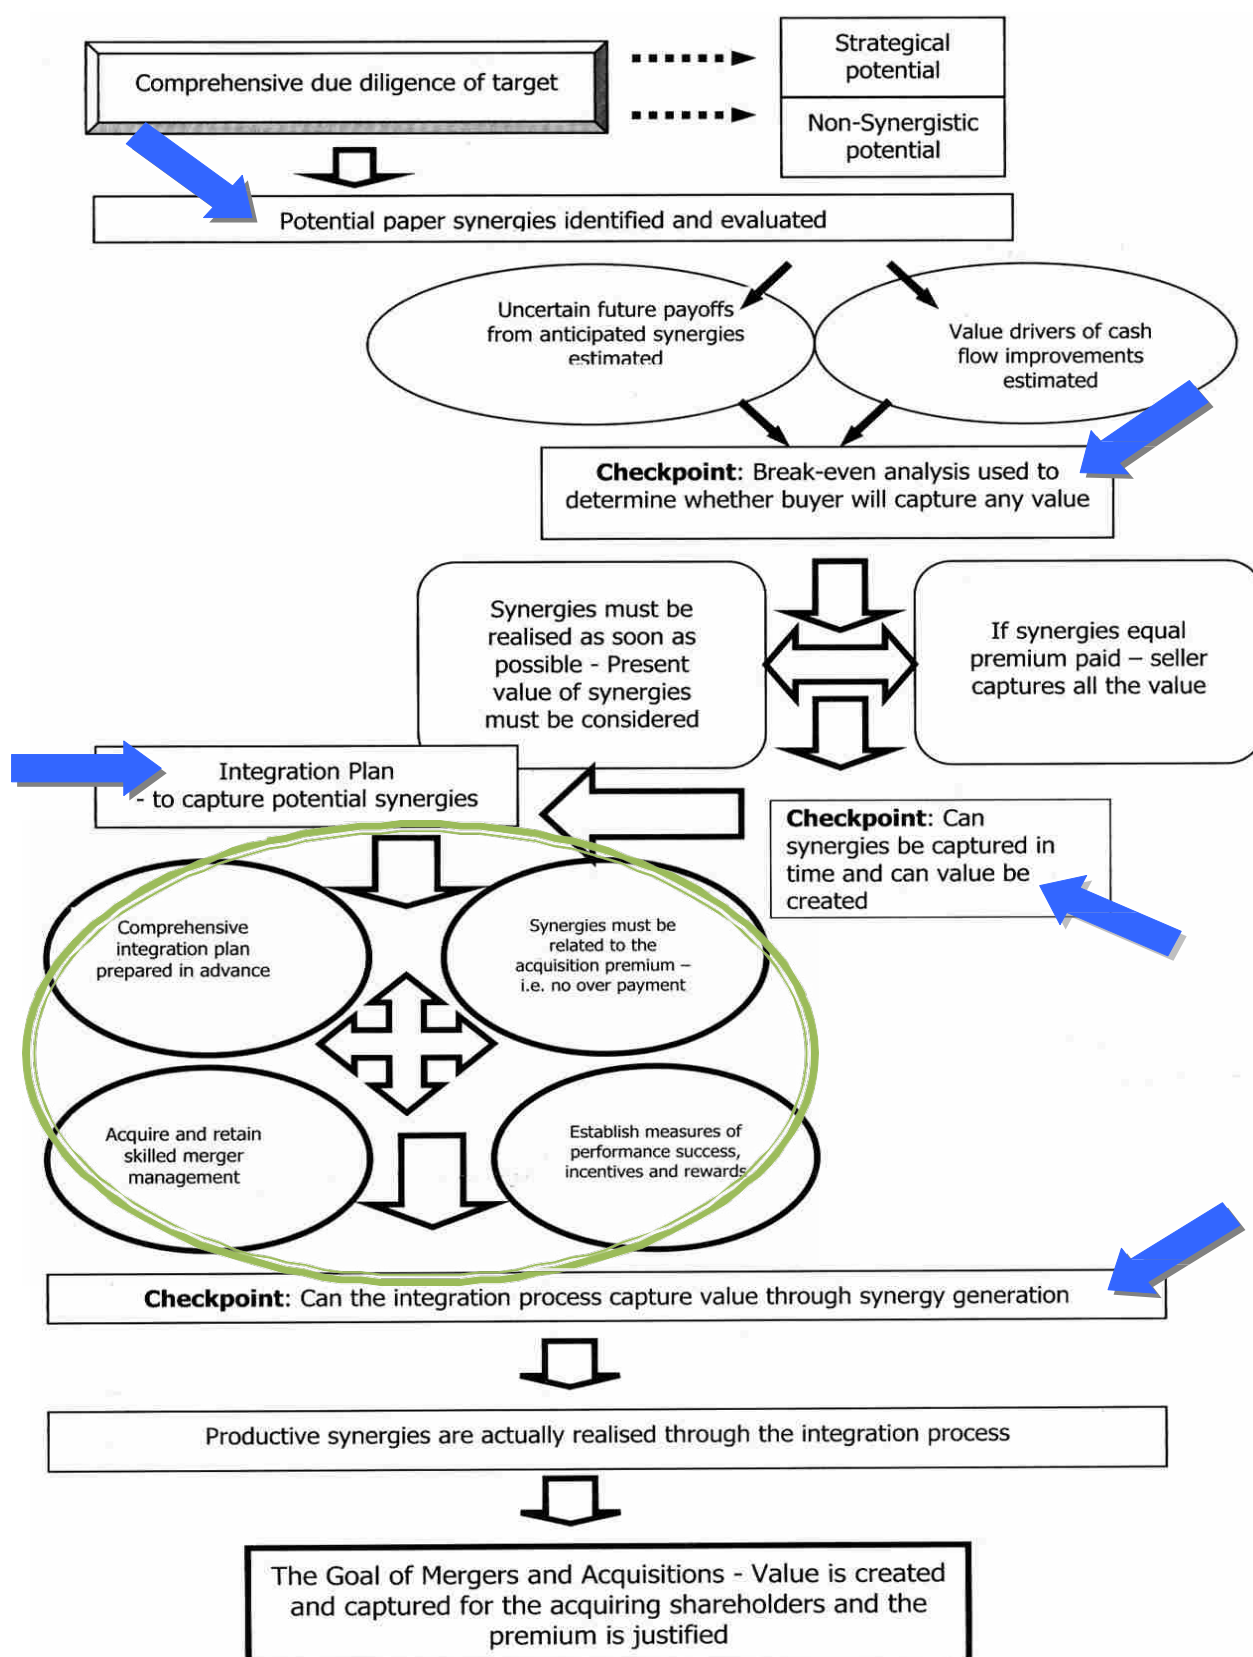 Comprehensive due diligence of target
Strategical
potential
Non-Synergistic
potential
Potential paper synergies identified and evaluated
Uncertain future payoffs
from anticipated synergies
estimated
Value drivers of cash
flow improvements
estimated
Checkpoint: Break-even analysis used to
determine whether buyer will capture any value
Synergies must be
realised as soon as
possible - Present
value of synergies
must be considered
If synergies equal
premium paid – seller
captures all the value
Integration Plan
- to capture potential synergies
Checkpoint: Can
synergies be captured in
time and can value be
created
Comprehensive
integration plan
prepared in advance
Synergies must be
related to the
acquisition premium –
i.e. no over payment
Acquire and retain
skilled merger
management
Establish measures of
performance success,
incentives and rewards
Checkpoint: Can the integration process capture value through synergy generation
Productive synergies are actually realised through the integration process
The Goal of Mergers and Acquisitions - Value is created
and captured for the acquiring shareholders and the
premium is justified